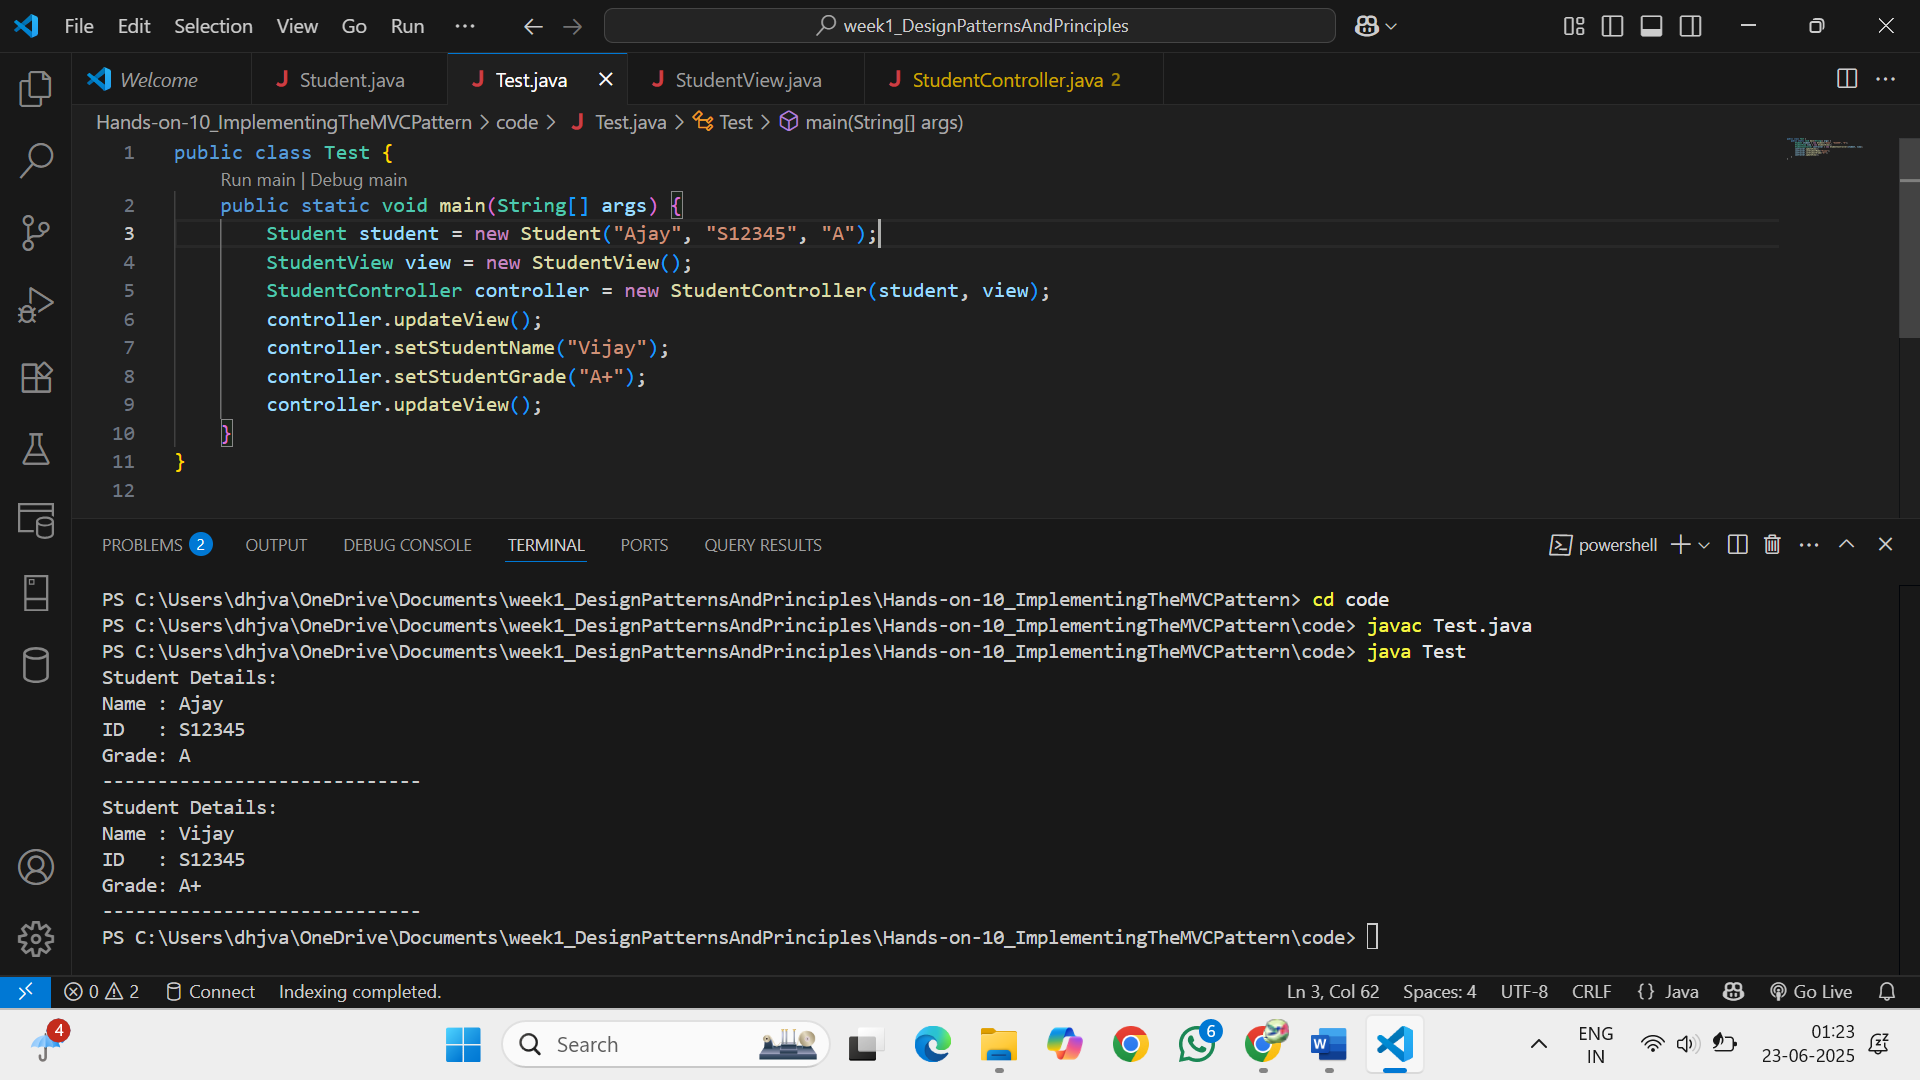 File Edit Selection View Go Run ··· week1_DesignPatternsAndPrinciples
Welcome Student.java Test.java StudentView.java StudentController.java 2
Hands-on-10_ImplementingTheMVCPattern > code > Test.java > Test > main(String[] args)
1 public class Test {
Run main | Debug main
2 public static void main(String[] args) {
3 Student student = new Student("Ajay", "S12345", "A");
4 StudentView view = new StudentView();
5 StudentController controller = new StudentController(student, view);
6 controller.updateView();
7 controller.setStudentName("Vijay");
8 controller.setStudentGrade("A+");
9 controller.updateView();
10 }
11 }
12
PROBLEMS 2 OUTPUT DEBUG CONSOLE TERMINAL PORTS QUERY RESULTS powershell
PS C:\Users\dhjva\OneDrive\Documents\week1_DesignPatternsAndPrinciples\Hands-on-10_ImplementingTheMVCPattern> cd code
PS C:\Users\dhjva\OneDrive\Documents\week1_DesignPatternsAndPrinciples\Hands-on-10_ImplementingTheMVCPattern\code> javac Test.java
PS C:\Users\dhjva\OneDrive\Documents\week1_DesignPatternsAndPrinciples\Hands-on-10_ImplementingTheMVCPattern\code> java Test
Student Details:
Name : Ajay
ID   : S12345
Grade: A
-----------------------------
Student Details:
Name : Vijay
ID   : S12345
Grade: A+
-----------------------------
PS C:\Users\dhjva\OneDrive\Documents\week1_DesignPatternsAndPrinciples\Hands-on-10_ImplementingTheMVCPattern\code>
0 2 Connect Indexing completed. Ln 3, Col 62 Spaces: 4 UTF-8 CRLF {} Java Go Live
4 Search 6 ENG 01:23
IN 23-06-2025